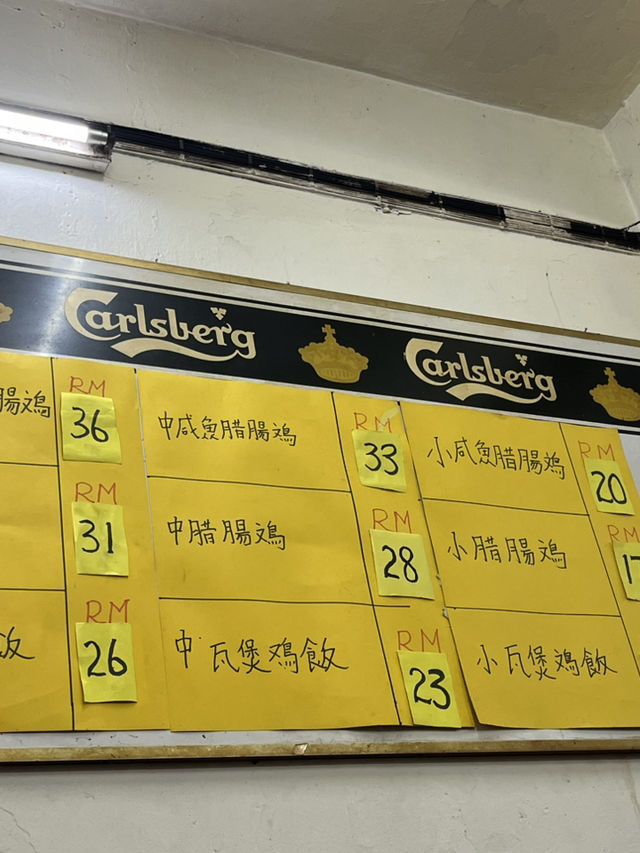 Carlsberg Carlsberg
腸鸡 RM 36 中咸魚腊腸鸡 RM 33 小咸魚腊腸鸡 RM 20
RM 31 中腊腸鸡 RM 28 小腊腸鸡 RM
RM 26 中瓦煲鸡飯 RM 23 小瓦煲鸡飯